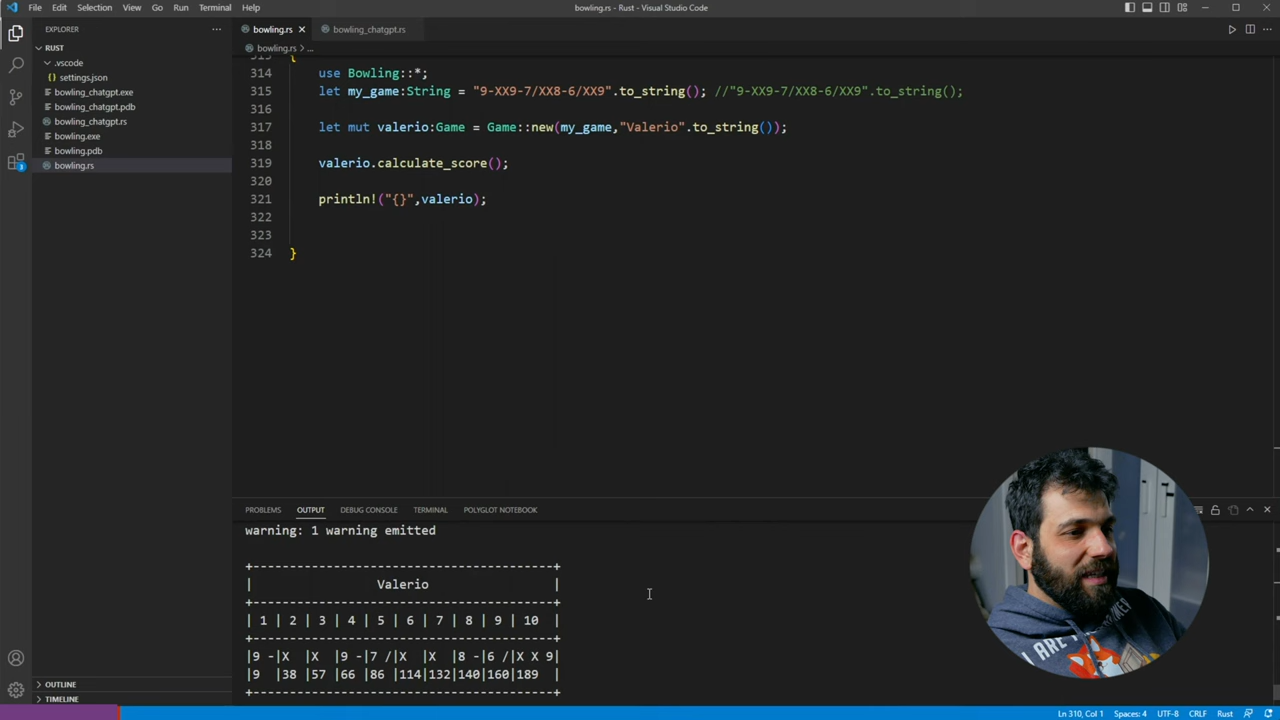 File Edit Selection View Go Run Terminal Help
bowling.rs - Rust - Visual Studio Code
EXPLORER
RUST
.vscode
settings.json
bowling_chatgpt.exe
bowling_chatgpt.pdb
bowling_chatgpt.rs
bowling.exe
bowling.pdb
bowling.rs
OUTLINE
TIMELINE
bowling.rs
bowling_chatgpt.rs
bowling.rs > ...
313 {
314 use Bowling::*;
315 let my_game:String = "9-XX9-7/XX8-6/XX9".to_string(); //"9-XX9-7/XX8-6/XX9".to_string();
316
317 let mut valerio:Game = Game::new(my_game,"Valerio".to_string());
318
319 valerio.calculate_score();
320
321 println!("{}",valerio);
322
323
324 }
PROBLEMS OUTPUT DEBUG CONSOLE TERMINAL POLYGLOT NOTEBOOK
warning: 1 warning emitted
+----------------------------------------+
| Valerio |
+----------------------------------------+
| 1 | 2 | 3 | 4 | 5 | 6 | 7 | 8 | 9 | 10 |
+----------------------------------------+
|9 -|X |X |9 -|7 /|X |X |8 -|6 /|X X 9|
|9 |38 |57 |66 |86 |114|132|140|160|189 |
+----------------------------------------+
Ln 310, Col 1 Spaces: 4 UTF-8 CRLF Rust